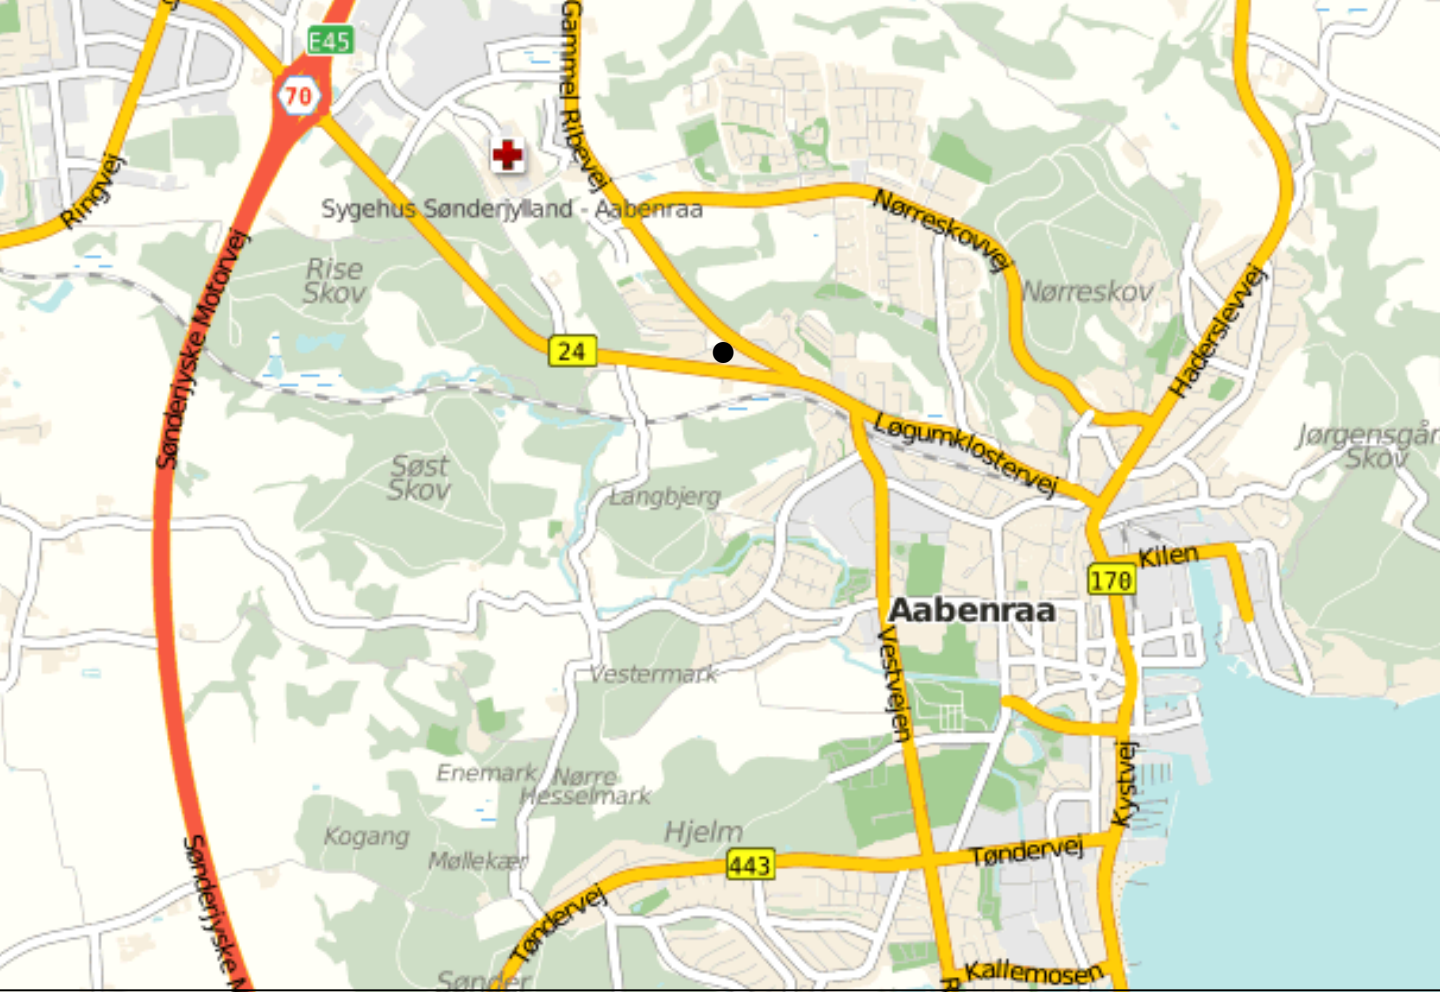 E45
70
Gammel Ribevej
Ringvej
Sygehus Sønderjylland - Aabenraa
Nørreskovvej
Rise
Skov
Nørreskov
Sønderjyske Motorvej
Haderslevvej
24
Løgumklostervej
Jørgensgår
Skov
Søst
Skov
Langbjerg
Kilen
170
Aabenraa
Vestvejen
Vestermark
Enemark
Nørre
Hesselmark
Kystvej
Kogang
Hjelm
Møllekær
443
Tøndervej
Tøndervej
Sønderjyske M
Sønder
Kallemosen
R